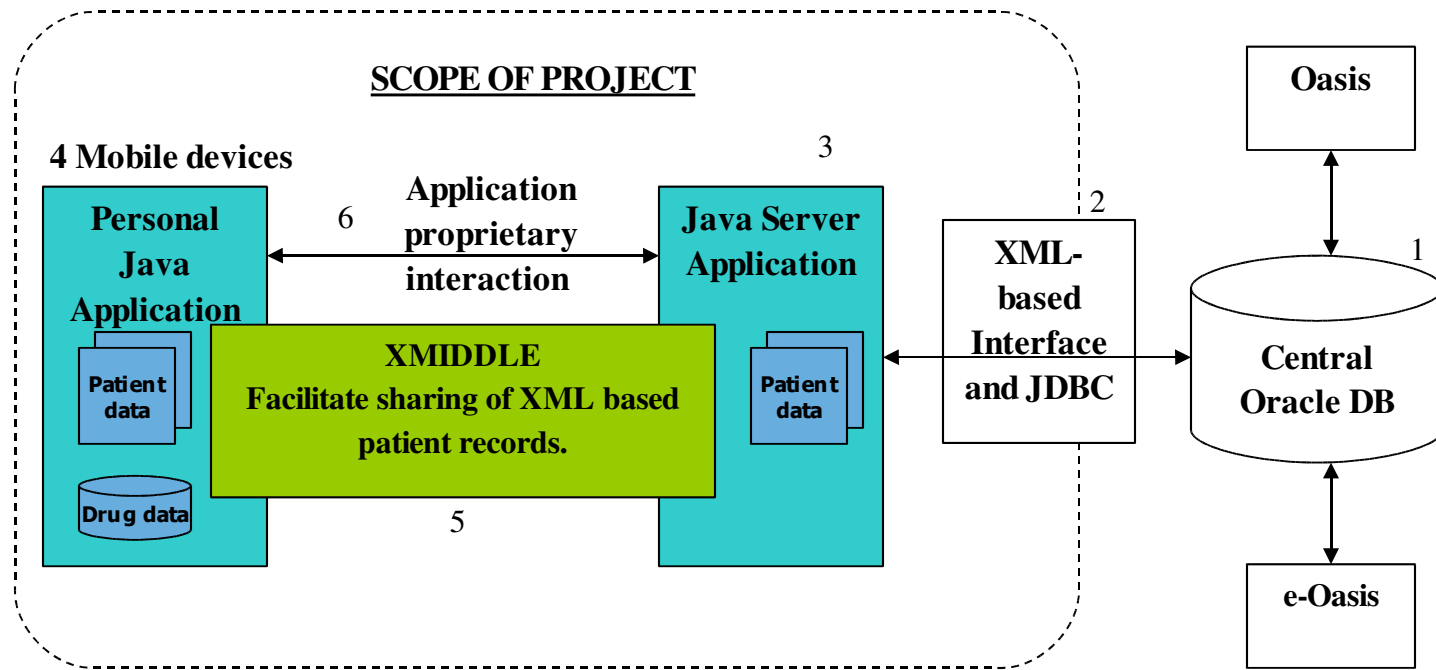 SCOPE OF PROJECT
4 Mobile devices
Personal
Java
Application
Patient
data
Drug data
6
Application
proprietary
interaction
XMIDDLE
Facilitate sharing of XML based
patient records.
5
3
Java Server
Application
Patient
data
2
XML-
based
Interface
and JDBC
Oasis
1
Central
Oracle DB
e-Oasis